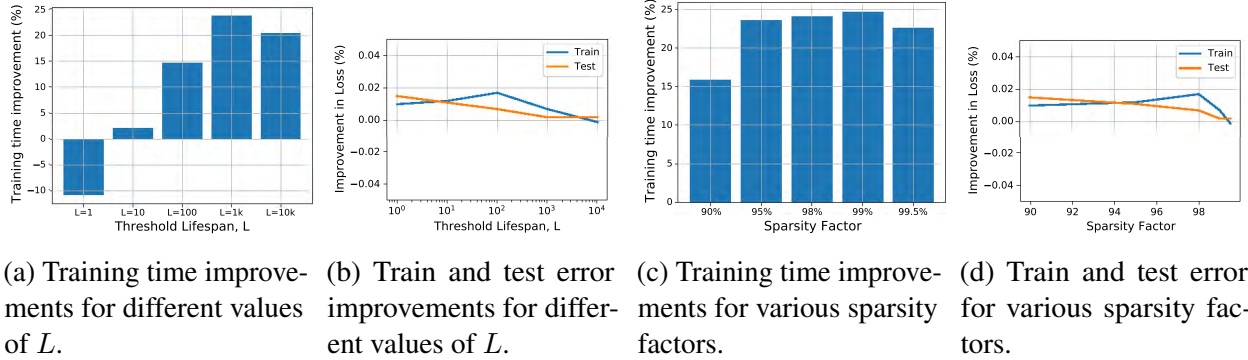 Training time improvement (%)
25
20
15
10
5
0
−5
−10
L=1 L=10 L=100 L=1k L=10k
Threshold Lifespan, L
Improvement in Loss (%)
0.04
0.02
0.00
−0.02
−0.04
Train
Test
10^0 10^1 10^2 10^3 10^4
Threshold Lifespan, L
Training time improvement (%)
25
20
15
10
5
0
90% 95% 98% 99% 99.5%
Sparsity Factor
Improvement in Loss (%)
0.04
0.02
0.00
−0.02
−0.04
Train
Test
90 92 94 96 98
Sparsity Factor
(a) Training time improve-
ments for different values
of L.
(b) Train and test error
improvements for differ-
ent values of L.
(c) Training time improve-
ments for various sparsity
factors.
(d) Train and test error
for various sparsity fac-
tors.